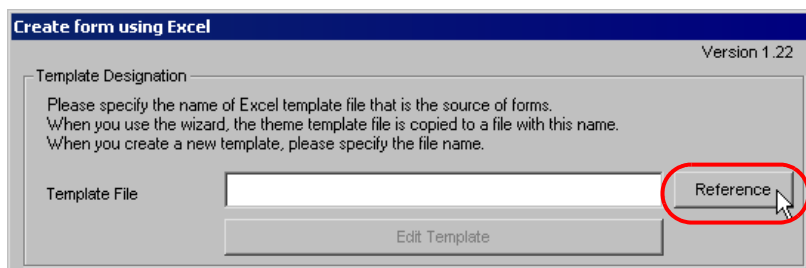 Create form using Excel
Version 1.22
Template Designation
Please specify the name of Excel template file that is the source of forms.
When you use the wizard, the theme template file is copied to a file with this name.
When you create a new template, please specify the file name.
Template File
Reference
Edit Template